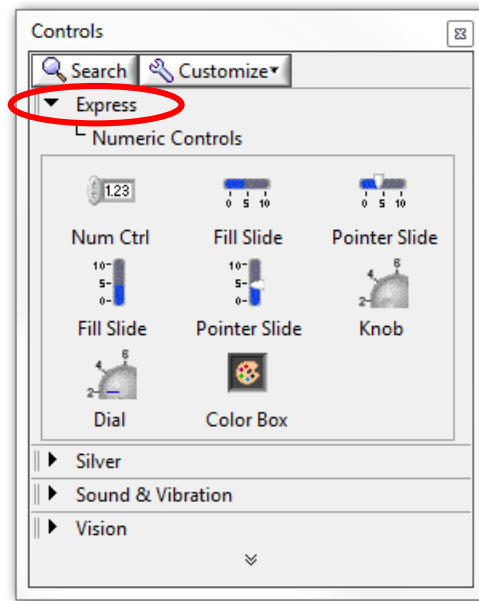 Controls
Search Customize
Express
Numeric Controls
1.23
0 5 10
0 5 10
Num Ctrl Fill Slide Pointer Slide
10- 10- 6
5- 5- 4
0- 0- 2
Fill Slide Pointer Slide Knob
6
4
2
Dial Color Box
Silver
Sound & Vibration
Vision